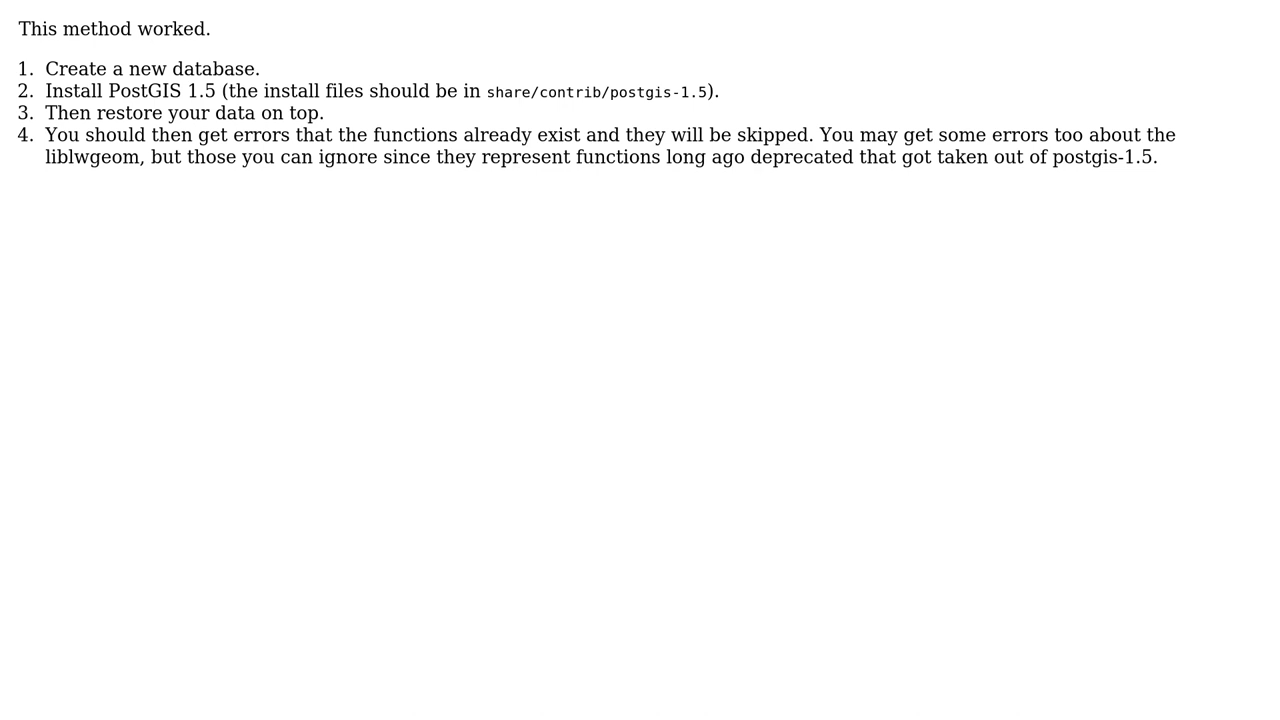 This method worked.
1. Create a new database.
2. Install PostGIS 1.5 (the install files should be in share/contrib/postgis-1.5).
3. Then restore your data on top.
4. You should then get errors that the functions already exist and they will be skipped. You may get some errors too about the
liblwgeom, but those you can ignore since they represent functions long ago deprecated that got taken out of postgis-1.5.